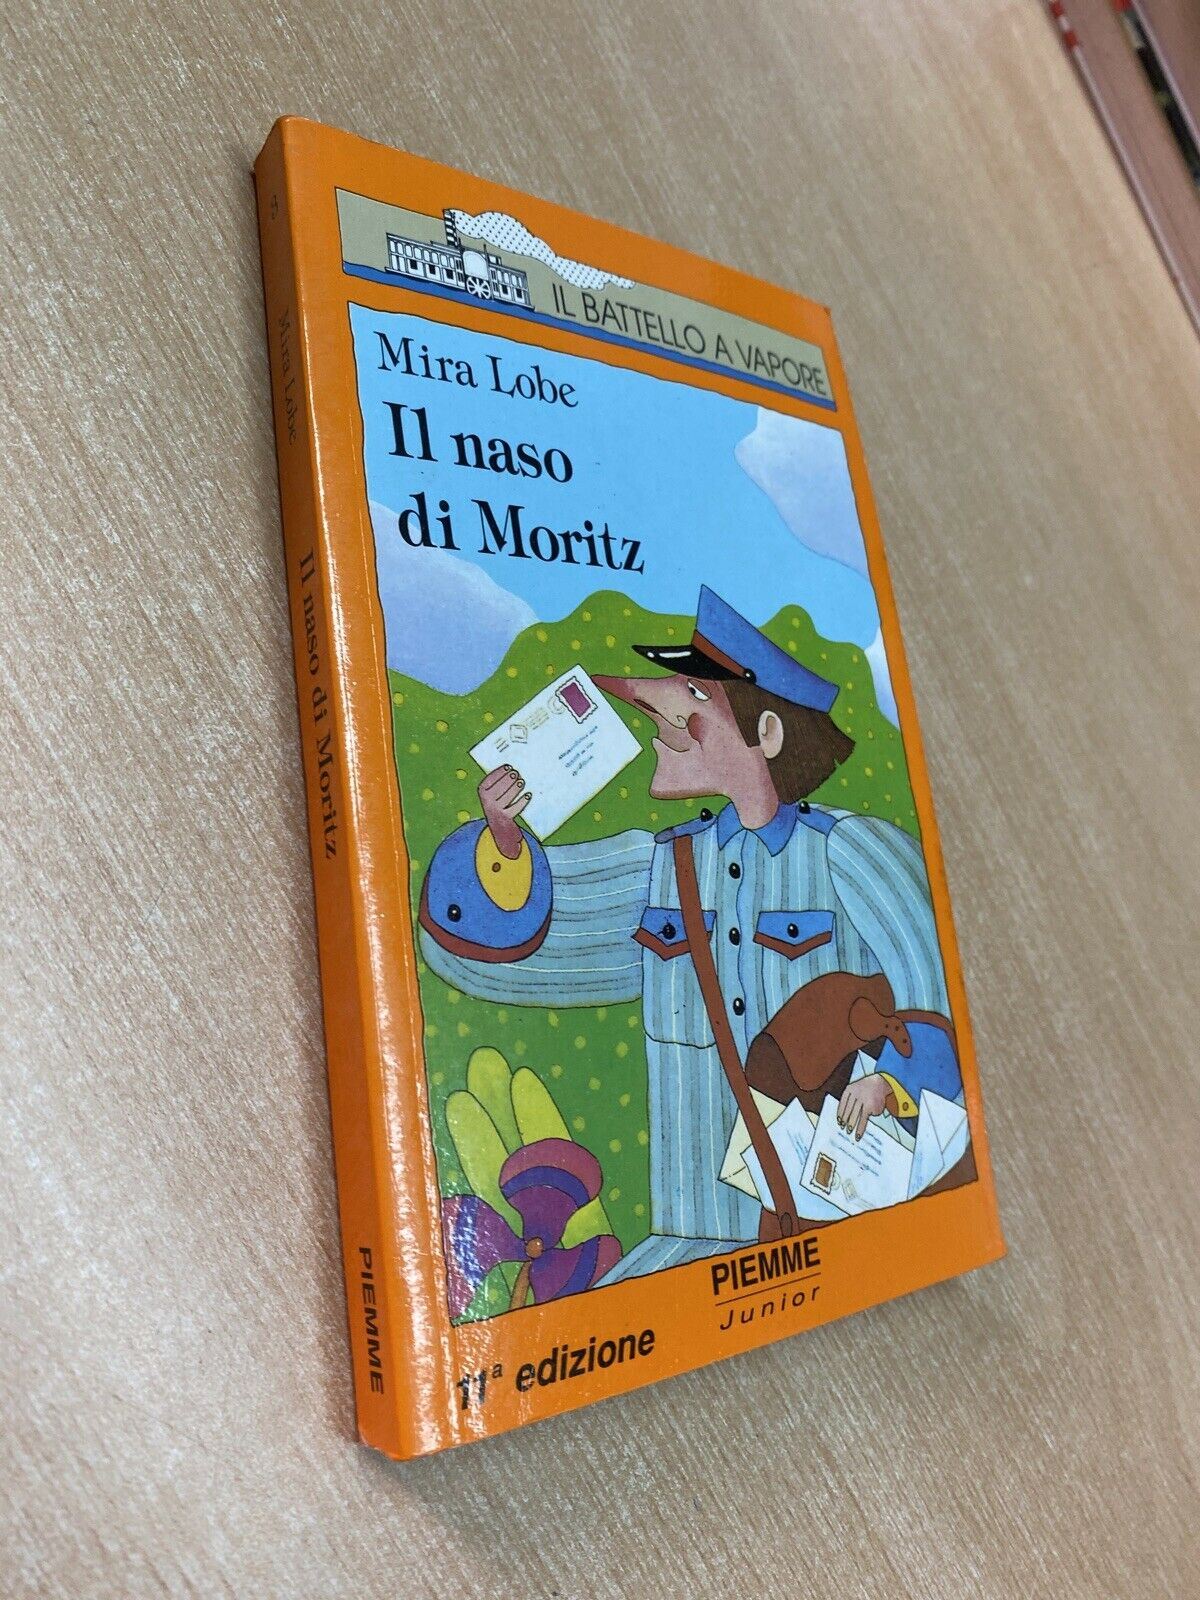 IL BATTELLO A VAPORE
Mira Lobe
Il naso
di Moritz
PIEMME
Junior
11ª edizione
Mira Lobe
Il naso di Moritz
PIEMME